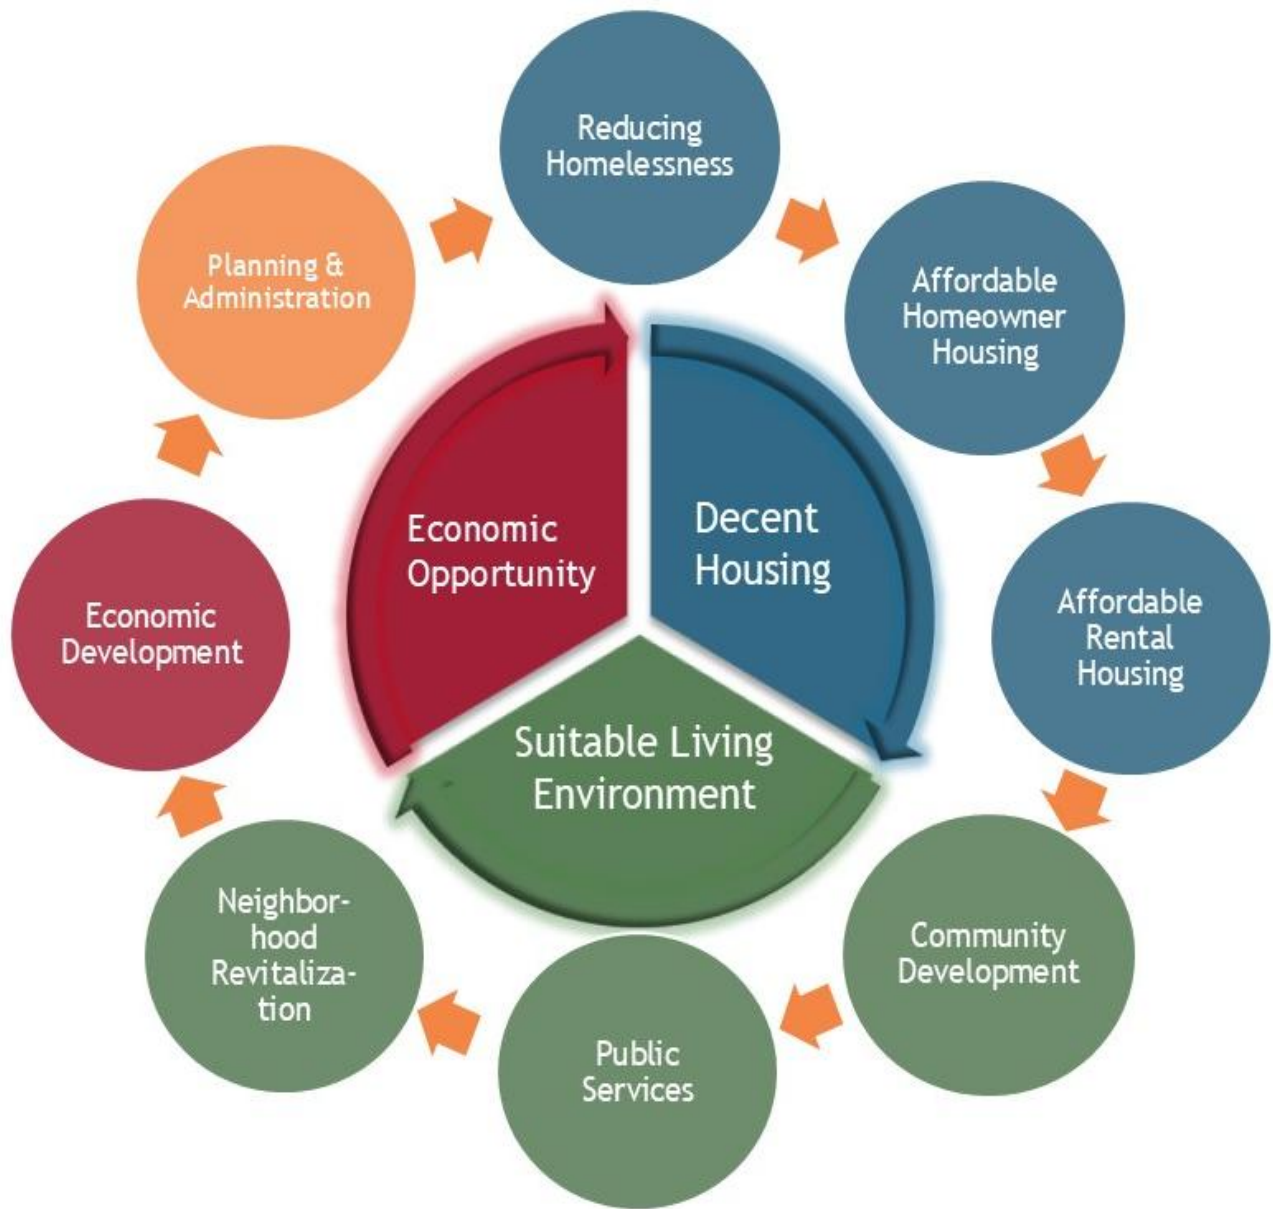 Reducing
Homelessness
Affordable
Homeowner
Housing
Affordable
Rental
Housing
Community
Development
Public
Services
Neighbor-
hood
Revitaliza-
tion
Economic
Development
Planning &
Administration
Economic
Opportunity
Decent
Housing
Suitable Living
Environment